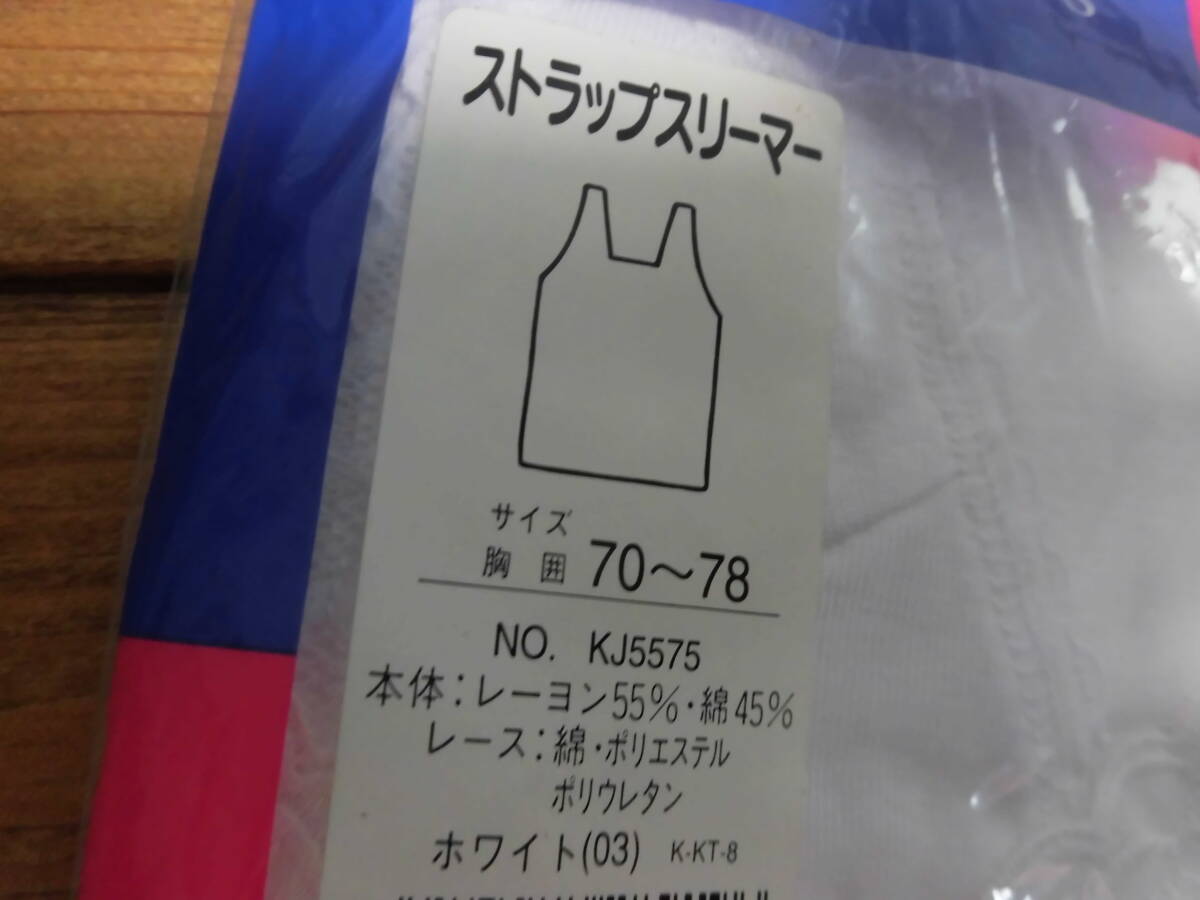 ストラップスリーマー
サイズ
胸囲 70〜78
NO. KJ5575
本体:レーヨン55%・綿45%
レース:綿・ポリエステル
ポリウレタン
ホワイト(03) K-KT-8